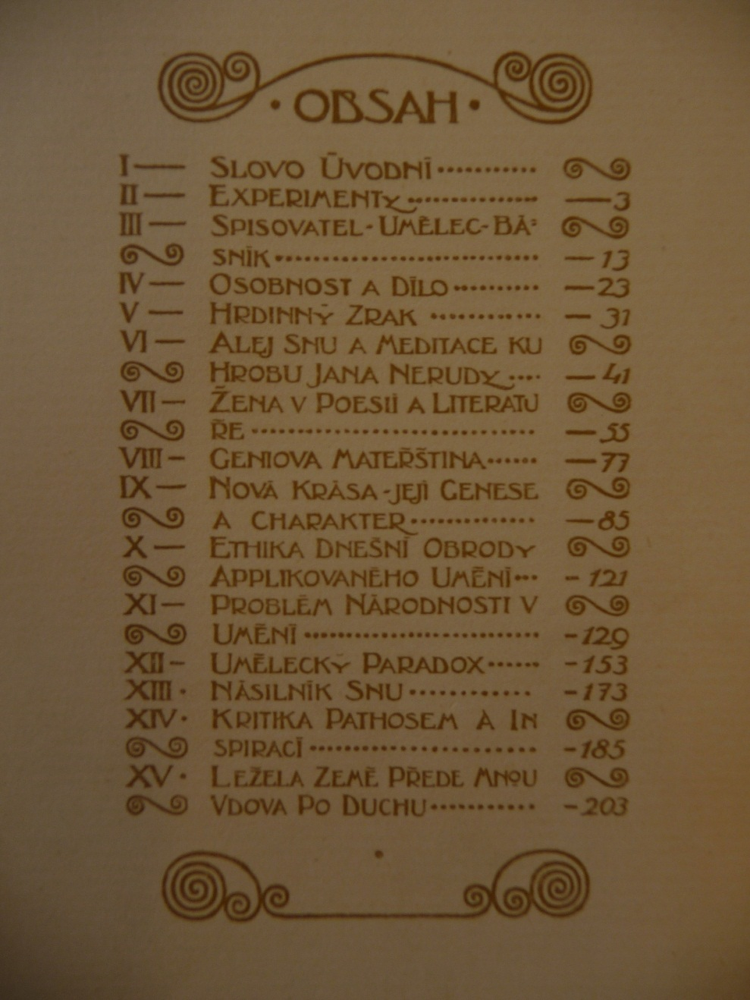 · OBSAH ·
I — SLOVO ÚVODNÍ ...........
II — EXPERIMENTY ............... — 3
III — SPISOVATEL - UMĚLEC - BÁ=
SNÍK .............................. — 13
IV — OSOBNOST A DÍLO .......... — 23
V — HRDINNÝ ZRAK ............. — 31
VI — ALEJ SNU A MEDITACE KU
HROBU JANA NERUDY .... — 41
VII — ŽENA V POESII A LITERATU
ŘE ................................ — 55
VIII — GENIOVA MATEŘŠTINA ...... — 77
IX — NOVÁ KRÁSA - JEJÍ GENESE
A CHARAKTER .............. — 85
X — ETHIKA DNEŠNÍ OBRODY
APPLIKOVANÉHO UMĚNÍ ... - 121
XI — PROBLÉM NÁRODNOSTI V
UMĚNÍ ........................... - 129
XII - UMĚLECKÝ PARADOX ...... - 153
XIII · NÁSILNÍK SNU ............. - 173
XIV · KRITIKA PATHOSEM A IN
SPIRACÍ ......................... - 185
XV · LEŽELA ZEMĚ PŘEDE MNOU
VDOVA PO DUCHU ............ - 203